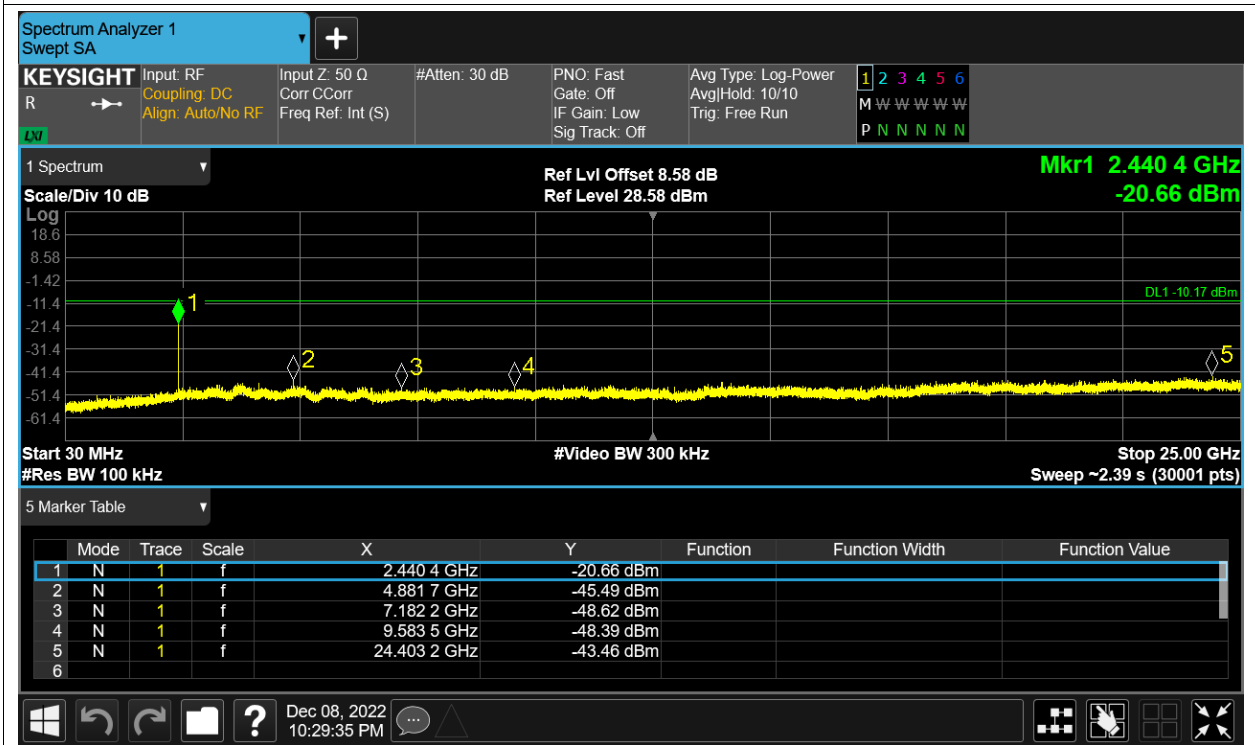 Spectrum Analyzer 1
Swept SA
KEYSIGHT Input: RF Input Z: 50 Ω #Atten: 30 dB PNO: Fast Avg Type: Log-Power 1 2 3 4 5 6
R Coupling: DC Corr CCorr Gate: Off Avg|Hold: 10/10 M W W W W W
Align: Auto/No RF Freq Ref: Int (S) IF Gain: Low Trig: Free Run
LXI Sig Track: Off P N N N N N
1 Spectrum Ref Lvl Offset 8.58 dB Mkr1 2.440 4 GHz
Scale/Div 10 dB Ref Level 28.58 dBm -20.66 dBm
Log
18.6
8.58
-1.42
DL1 -10.17 dBm
-11.4 1
-21.4
-31.4
2 3 4 5
-41.4
-51.4
-61.4
Start 30 MHz #Video BW 300 kHz Stop 25.00 GHz
#Res BW 100 kHz Sweep ~2.39 s (30001 pts)
5 Marker Table
Mode Trace Scale X Y Function Function Width Function Value
1 N 1 f 2.440 4 GHz -20.66 dBm
2 N 1 f 4.881 7 GHz -45.49 dBm
3 N 1 f 7.182 2 GHz -48.62 dBm
4 N 1 f 9.583 5 GHz -48.39 dBm
5 N 1 f 24.403 2 GHz -43.46 dBm
6
? Dec 08, 2022
10:29:35 PM